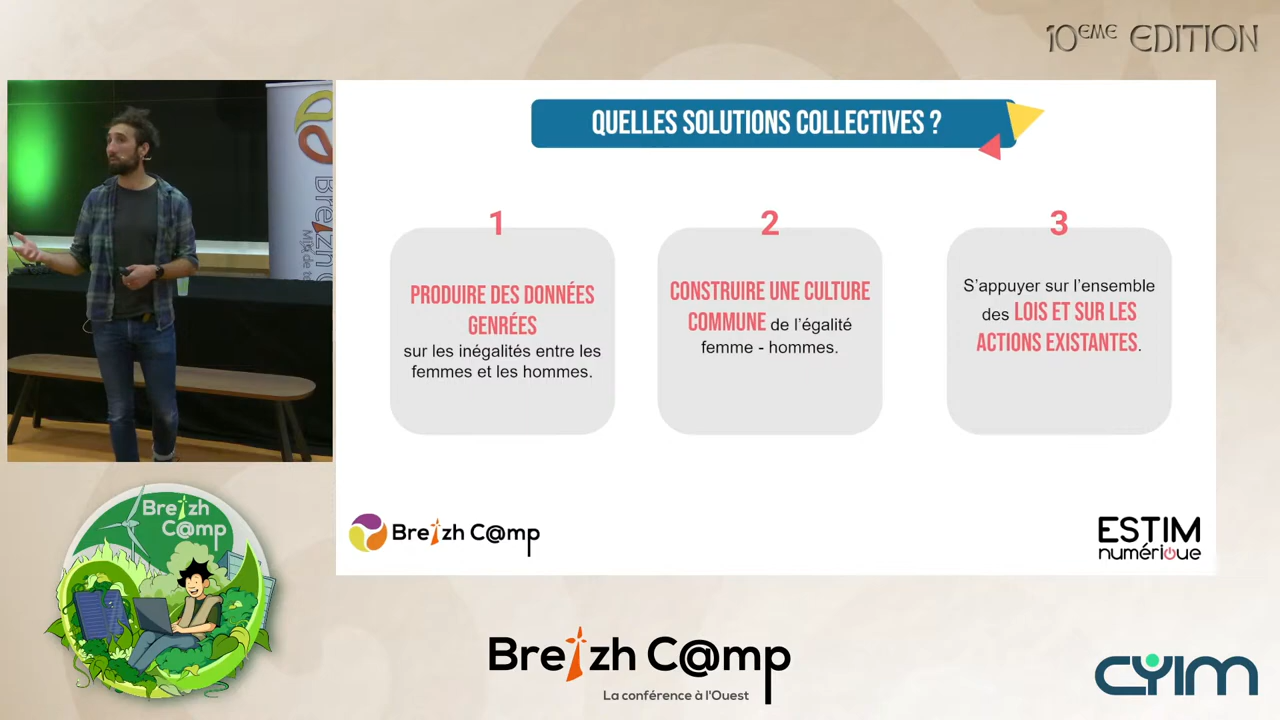 10EME EDITION
QUELLES SOLUTIONS COLLECTIVES ?
1
PRODUIRE DES DONNÉES
GENRÉES
sur les inégalités entre les
femmes et les hommes.
2
CONSTRUIRE UNE CULTURE
COMMUNE de l'égalité
femme - hommes.
3
S'appuyer sur l'ensemble
des LOIS ET SUR LES
ACTIONS EXISTANTES.
Breizh C@mp
ESTIM
numérique
Breizh
C@mp
Breizh C@mp
La conférence à l'Ouest
CYIM
Breizh C